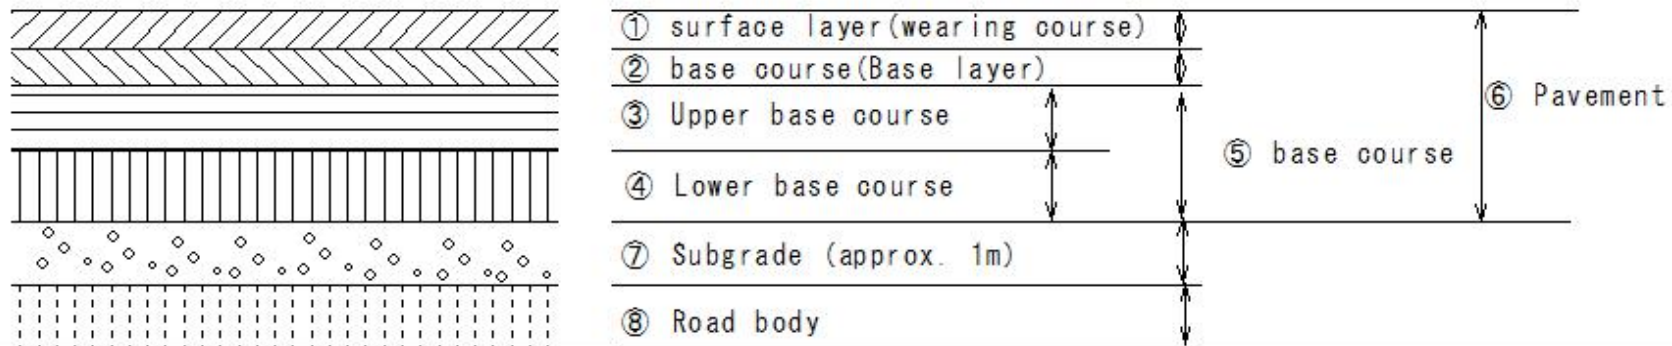 ① surface layer(wearing course)
② base course(Base layer)
③ Upper base course
④ Lower base course
⑤ base course
⑥ Pavement
⑦ Subgrade (approx. 1m)
⑧ Road body